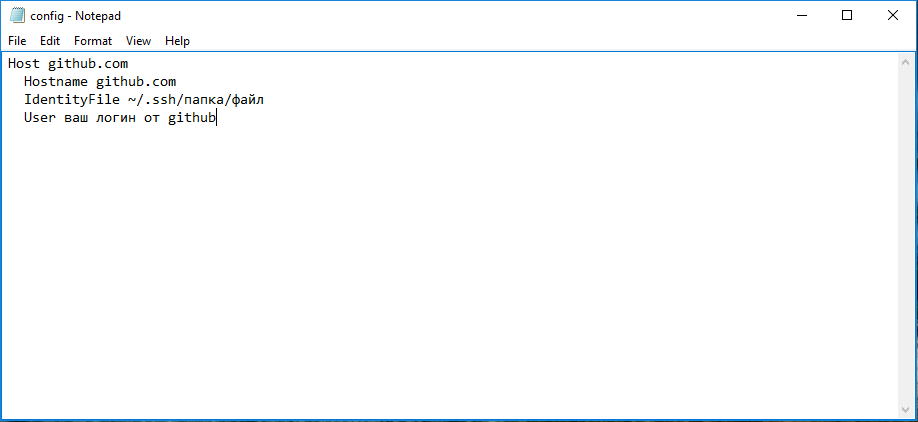 config - Notepad
File Edit Format View Help
Host github.com
Hostname github.com
IdentityFile ~/.ssh/папка/файл
User ваш логин от github